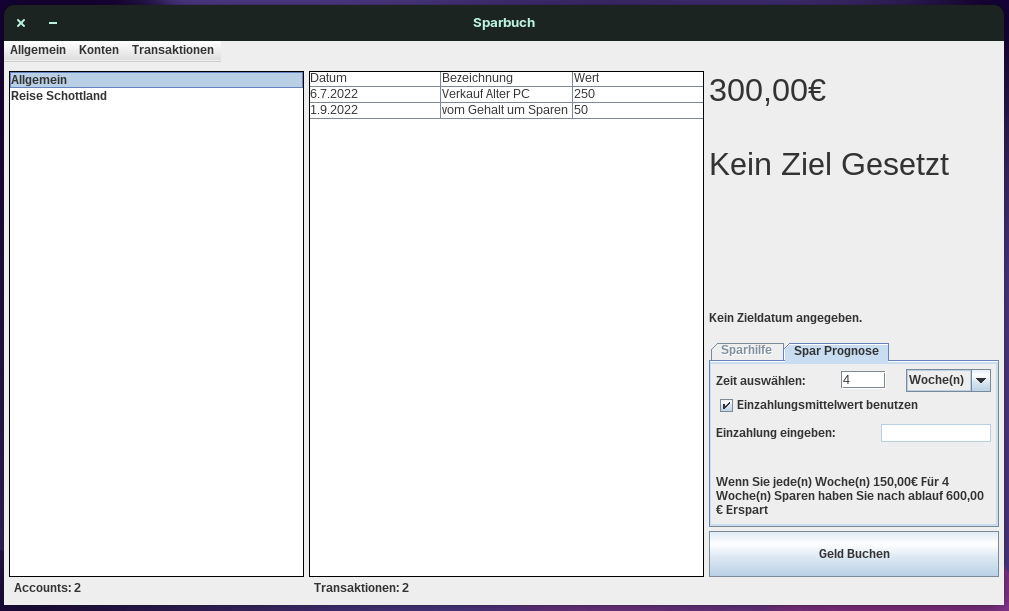 Sparbuch
Allgemein Konten Transaktionen
Allgemein
Reise Schottland
Datum Bezeichnung Wert
6.7.2022 Verkauf Alter PC 250
1.9.2022 vom Gehalt um Sparen 50
300,00€
Kein Ziel Gesetzt
Kein Zieldatum angegeben.
Sparhilfe Spar Prognose
Zeit auswählen: 4 Woche(n)
Einzahlungsmittelwert benutzen
Einzahlung eingeben:
Wenn Sie jede(n) Woche(n) 150,00€ Für 4
Woche(n) Sparen haben Sie nach ablauf 600,00
€ Erspart
Geld Buchen
Accounts: 2
Transaktionen: 2